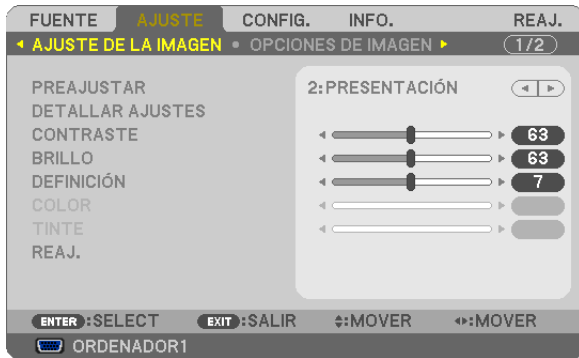 FUENTE AJUSTE CONFIG. INFO. REAJ.
AJUSTE DE LA IMAGEN OPCIONES DE IMAGEN 1/2
PREAJUSTAR 2:PRESENTACIÓN
DETALLAR AJUSTES
CONTRASTE 63
BRILLO 63
DEFINICIÓN 7
COLOR
TINTE
REAJ.
ENTER:SELECT EXIT:SALIR :MOVER :MOVER
ORDENADOR1